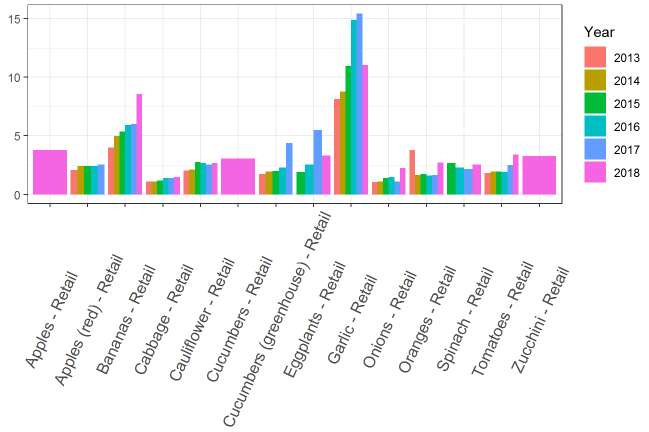 15
10
5
0
Apples - Retail
Apples (red) - Retail
Bananas - Retail
Cabbage - Retail
Cauliflower - Retail
Cucumbers - Retail
Cucumbers (greenhouse) - Retail
Eggplants - Retail
Garlic - Retail
Onions - Retail
Oranges - Retail
Spinach - Retail
Tomatoes - Retail
Zucchini - Retail
Year
2013
2014
2015
2016
2017
2018